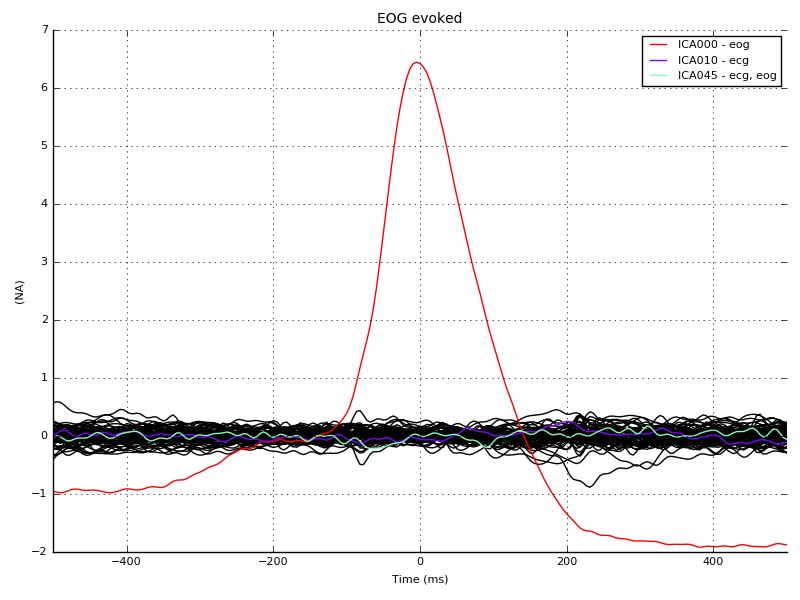 EOG evoked
7
6
5
4
3
2
1
0
−1
−2
(NA)
ICA000 - eog
ICA010 - ecg
ICA045 - ecg, eog
−400
−200
0
200
400
Time (ms)